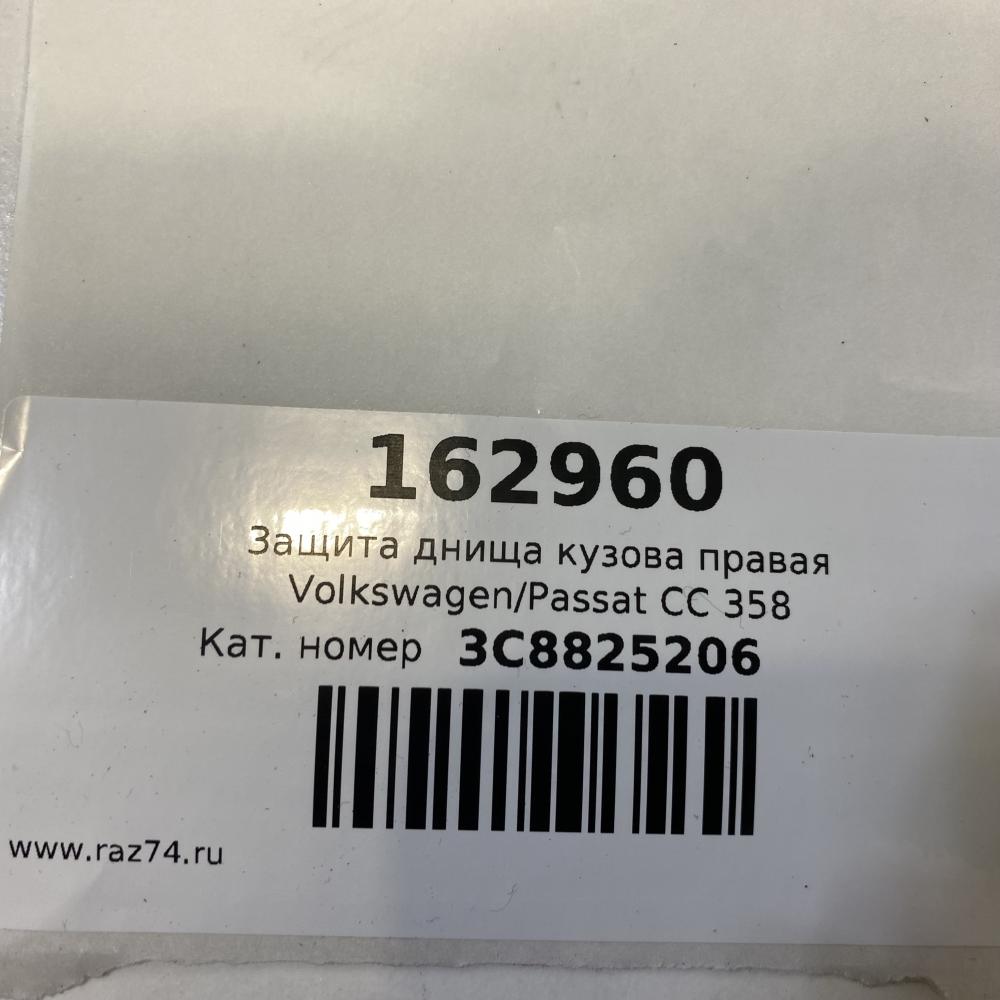 162960
Защита днища кузова правая
Volkswagen/Passat CC 358
Кат. номер 3C8825206
www.raz74.ru